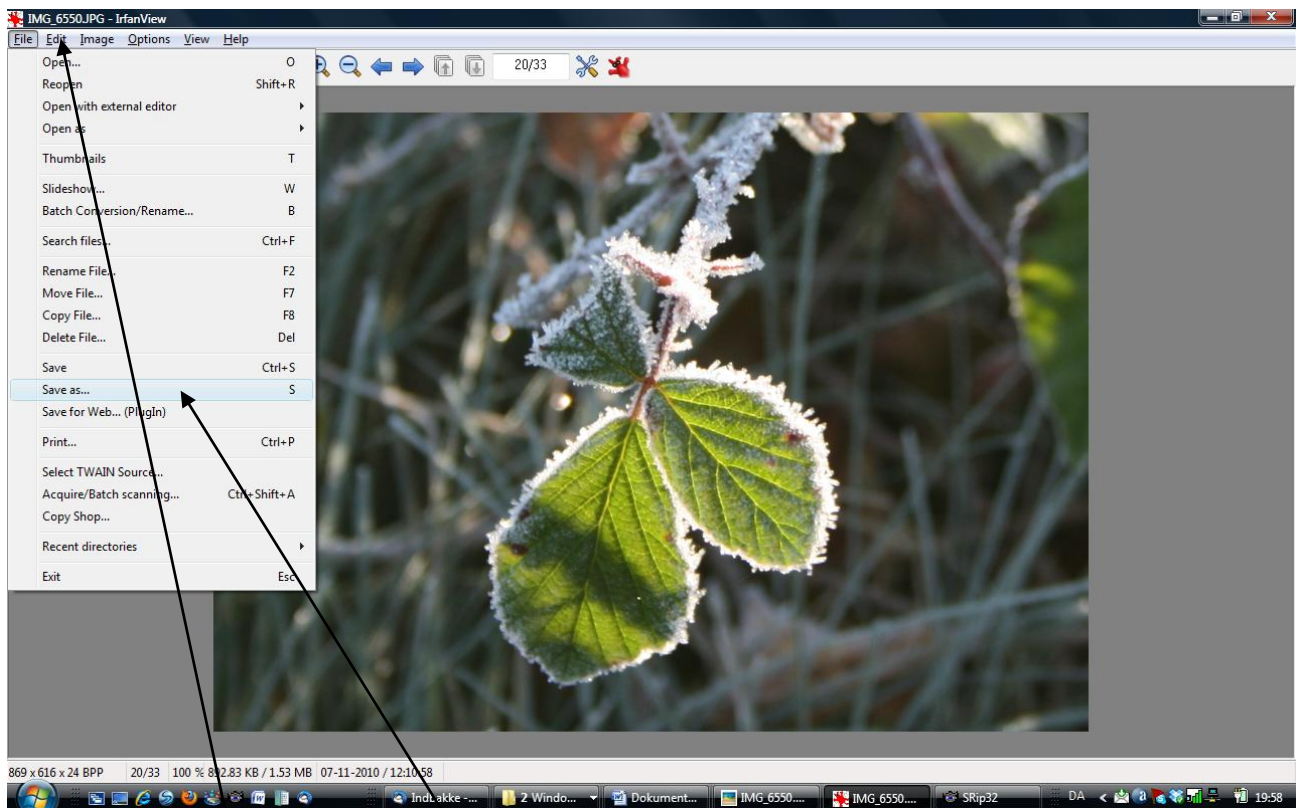 IMG_6550.JPG - IrfanView
File Edit Image Options View Help
20/33
Open... O
Reopen Shift+R
Open with external editor
Open as
Thumbnails T
Slideshow... W
Batch Conversion/Rename... B
Search files... Ctrl+F
Rename File... F2
Move File... F7
Copy File... F8
Delete File... Del
Save Ctrl+S
Save as... S
Save for Web... (PlugIn)
Print... Ctrl+P
Select TWAIN Source...
Acquire/Batch scanning... Ctrl+Shift+A
Copy Shop...
Recent directories
Exit Esc
869 x 616 x 24 BPP 20/33 100 % 892.83 KB / 1.53 MB 07-11-2010 / 12:10:58
Indbakke -... 2 Windo... Dokument... IMG_6550.... IMG_6550.... SRip32 DA < 19:58